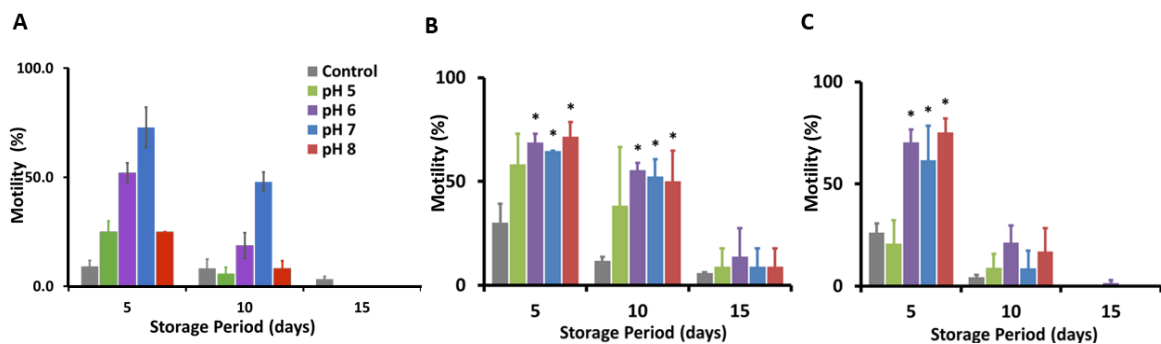 A
Motility (%)
100.0
50.0
0.0
5
10
15
Storage Period (days)
Control
pH 5
pH 6
pH 7
pH 8
B
Motility (%)
100
50
0
* * *
* * *
5
10
15
Storage Period (days)
C
Motility (%)
100
50
0
* * *
5
10
15
Storage Period (days)